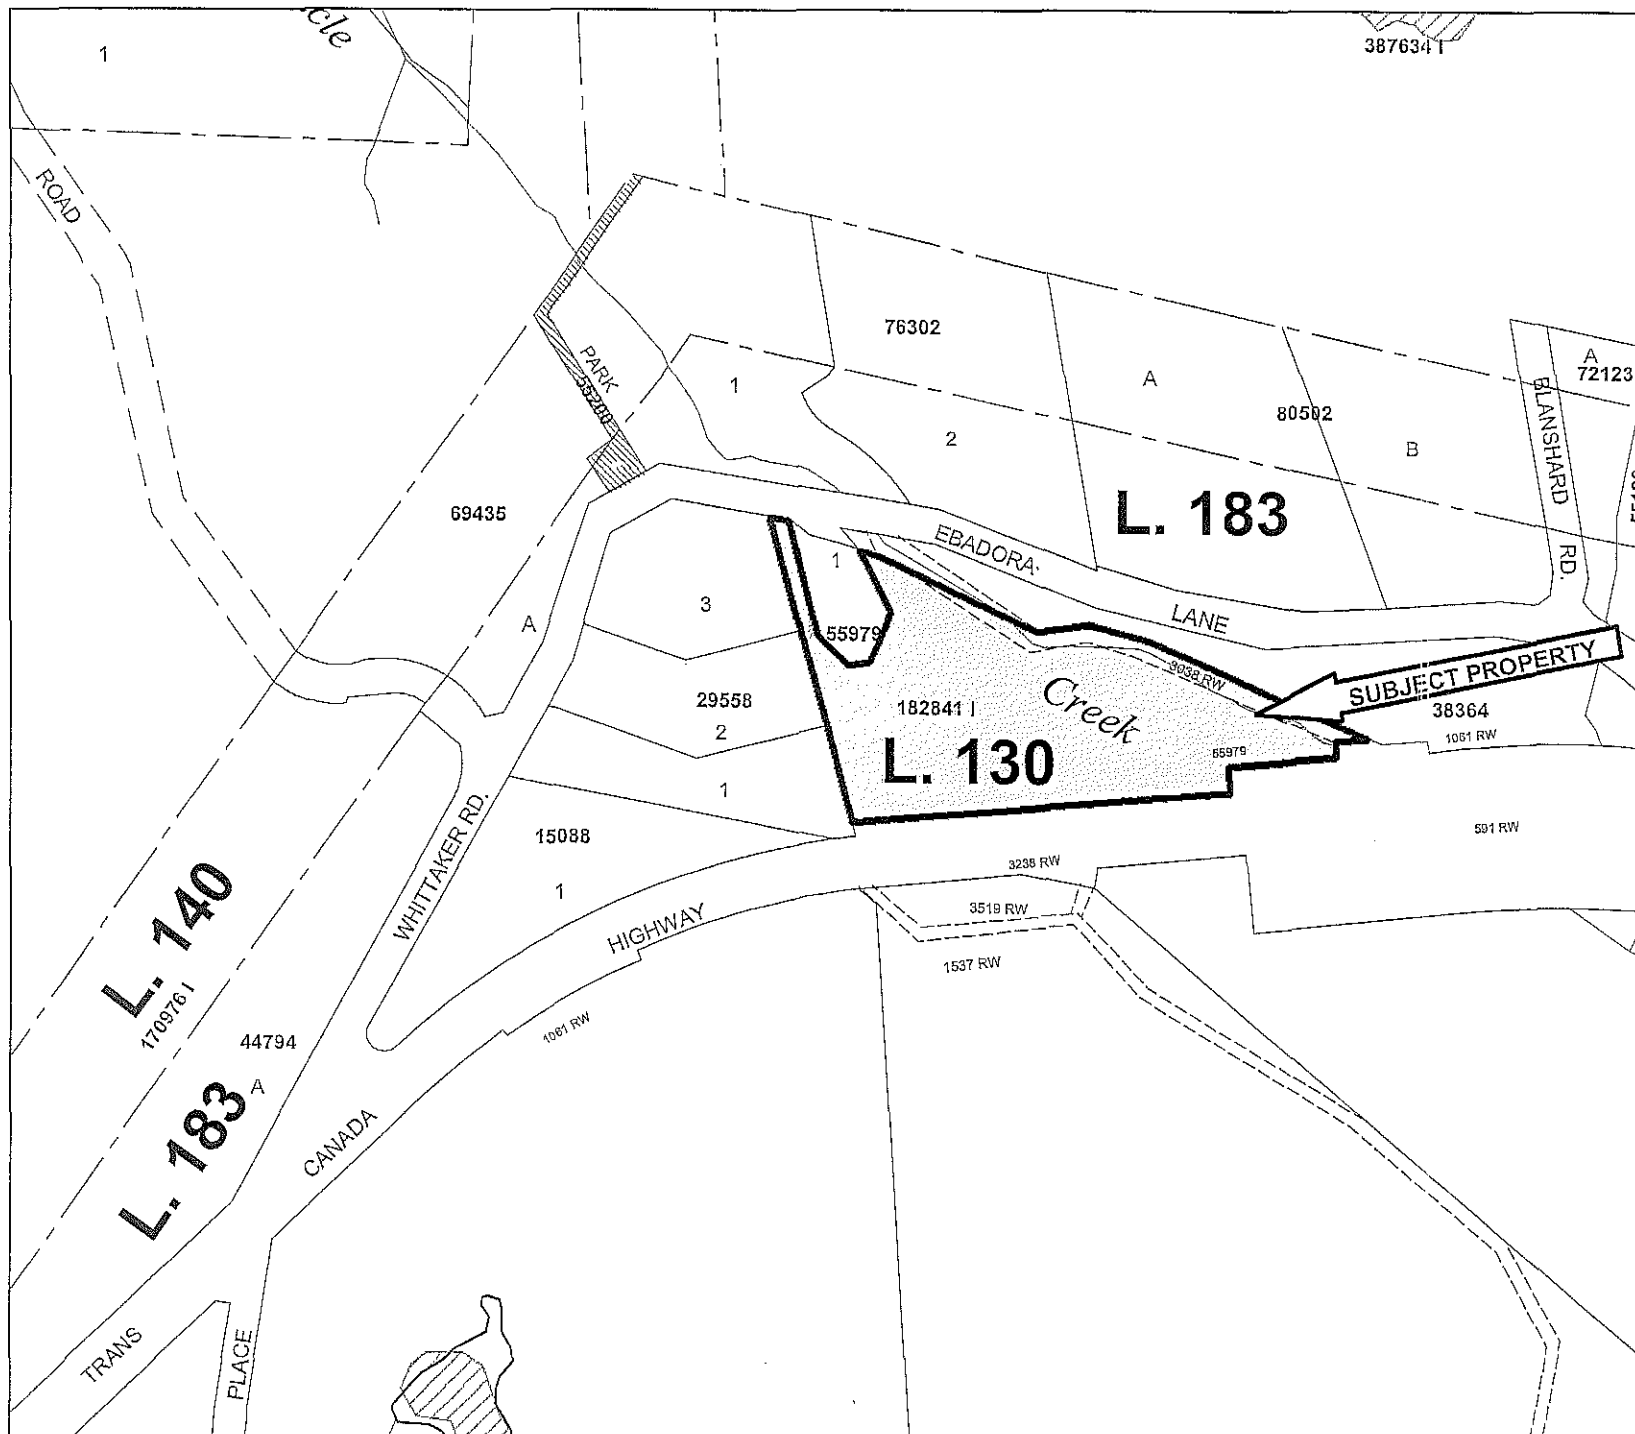 1
cle
387634 I
ROAD
PARK
55200
76302
1
A
A
72123
80502
2
B
BLANSHARD
RD.
L. 183
69435
EBADORA
LANE
1
3
A
55979
SUBJECT PROPERTY
3038 RW
29558
2
182841 I
Creek
38364
1061 RW
L. 130
55979
1
WHITTAKER RD.
15088
591 RW
3238 RW
1
3519 RW
HIGHWAY
1537 RW
L. 140
170976 I
1061 RW
44794
A
L. 183
CANADA
TRANS
PLACE